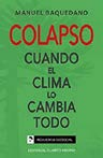 MANUEL BAQUEDANO
COLAPSO
CUANDO
EL CLIMA
LO CAMBIA
TODO